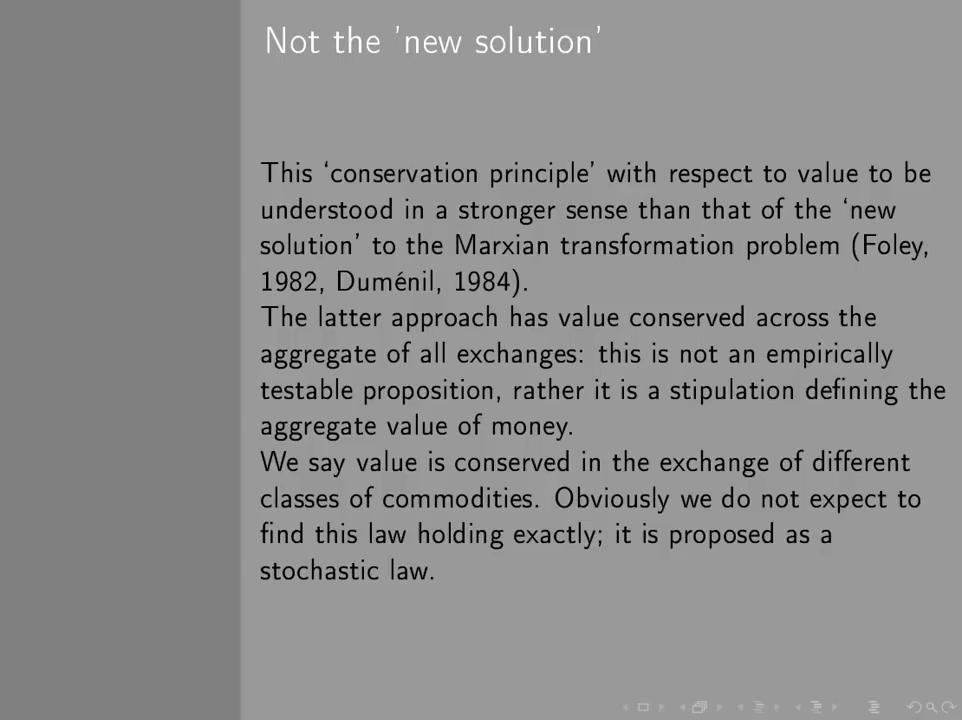 Not the 'new solution'
This ‘conservation principle’ with respect to value to be
understood in a stronger sense than that of the ‘new
solution’ to the Marxian transformation problem (Foley,
1982, Duménil, 1984).
The latter approach has value conserved across the
aggregate of all exchanges: this is not an empirically
testable proposition, rather it is a stipulation defining the
aggregate value of money.
We say value is conserved in the exchange of different
classes of commodities. Obviously we do not expect to
find this law holding exactly; it is proposed as a
stochastic law.